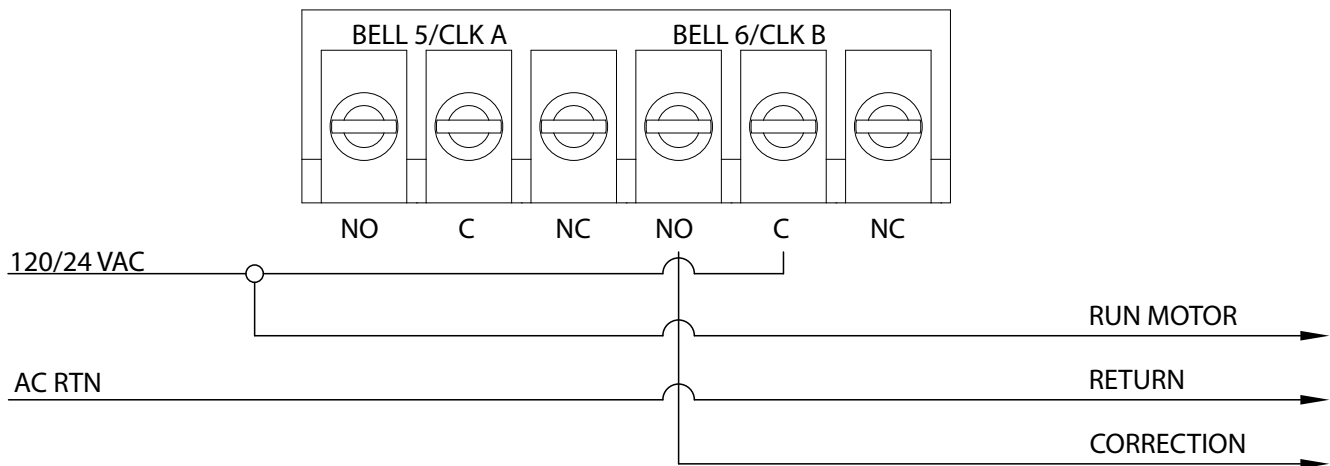 BELL 5/CLK A BELL 6/CLK B
NO C NC NO C NC
120/24 VAC
RUN MOTOR
AC RTN RETURN
CORRECTION